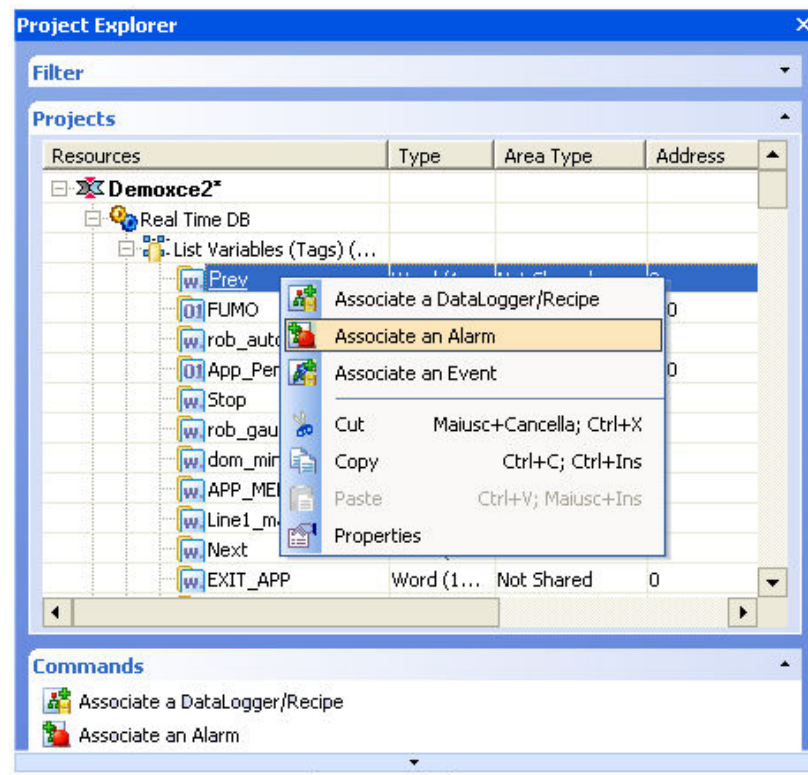 Project Explorer
Filter
Projects
Resources Type Area Type Address
Demoxce2*
Real Time DB
List Variables (Tags) (...
Prev
Associate a DataLogger/Recipe
FUMO
rob_auto
Associate an Alarm
App_Per
Associate an Event
Stop
rob_gau
Cut Maiusc+Cancella; Ctrl+X
dom_min
Copy Ctrl+C; Ctrl+Ins
APP_ME
Paste Ctrl+V; Maiusc+Ins
Line1_m
Properties
Next
EXIT_APP Word (1... Not Shared 0
Commands
Associate a DataLogger/Recipe
Associate an Alarm